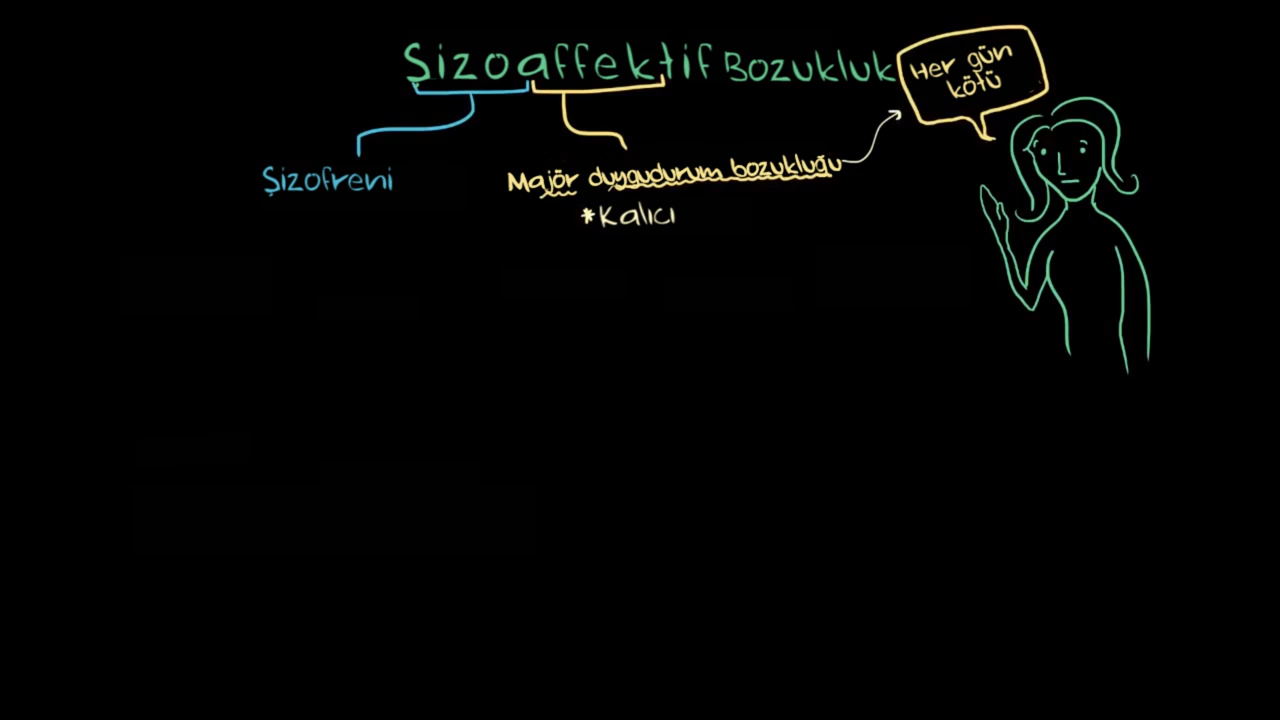 Şizoaffektif Bozukluk
Her gün
kötü
Şizofreni
Majör duygudurum bozukluğu
*Kalıcı